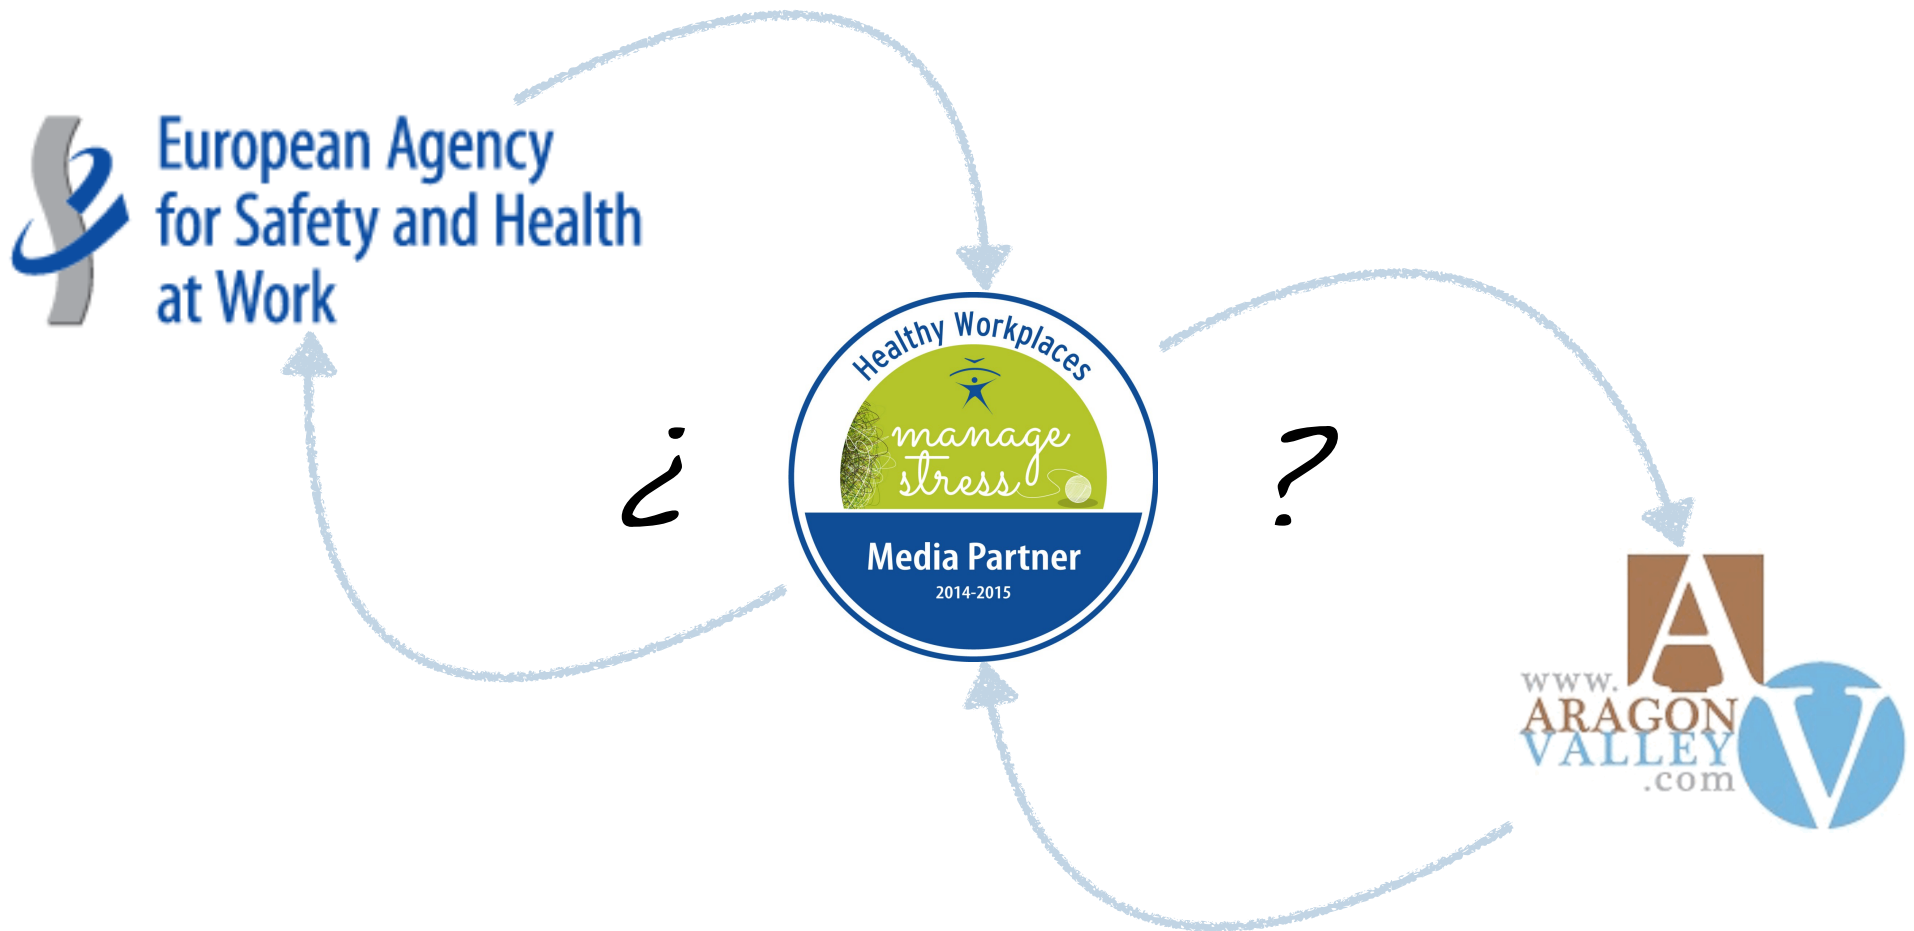 European Agency
for Safety and Health
at Work
Healthy Workplaces
manage
stress
¿
?
Media Partner
2014-2015
A
www.
ARAGON
VALLEY
.com
V